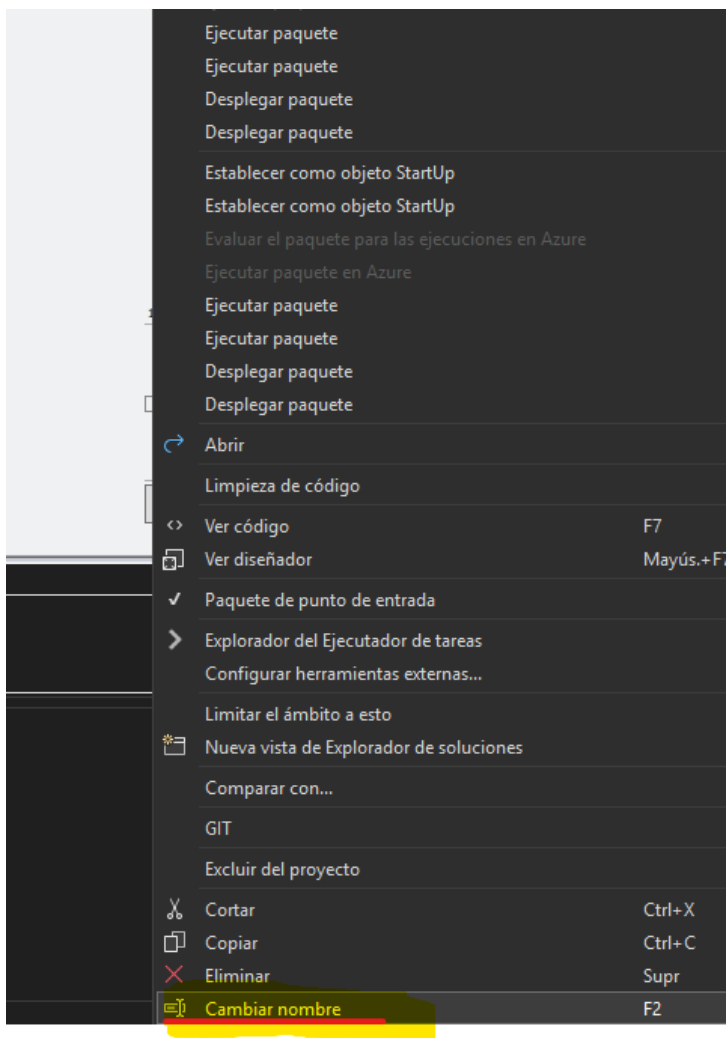 Ejecutar paquete
Ejecutar paquete
Desplegar paquete
Desplegar paquete
Establecer como objeto StartUp
Establecer como objeto StartUp
Evaluar el paquete para las ejecuciones en Azure
Ejecutar paquete en Azure
Ejecutar paquete
Ejecutar paquete
Desplegar paquete
Desplegar paquete
Abrir
Limpieza de código
Ver código F7
Ver diseñador Mayús.+F7
Paquete de punto de entrada
Explorador del Ejecutador de tareas
Configurar herramientas externas...
Limitar el ámbito a esto
Nueva vista de Explorador de soluciones
Comparar con...
GIT
Excluir del proyecto
Cortar Ctrl+X
Copiar Ctrl+C
Eliminar Supr
Cambiar nombre F2